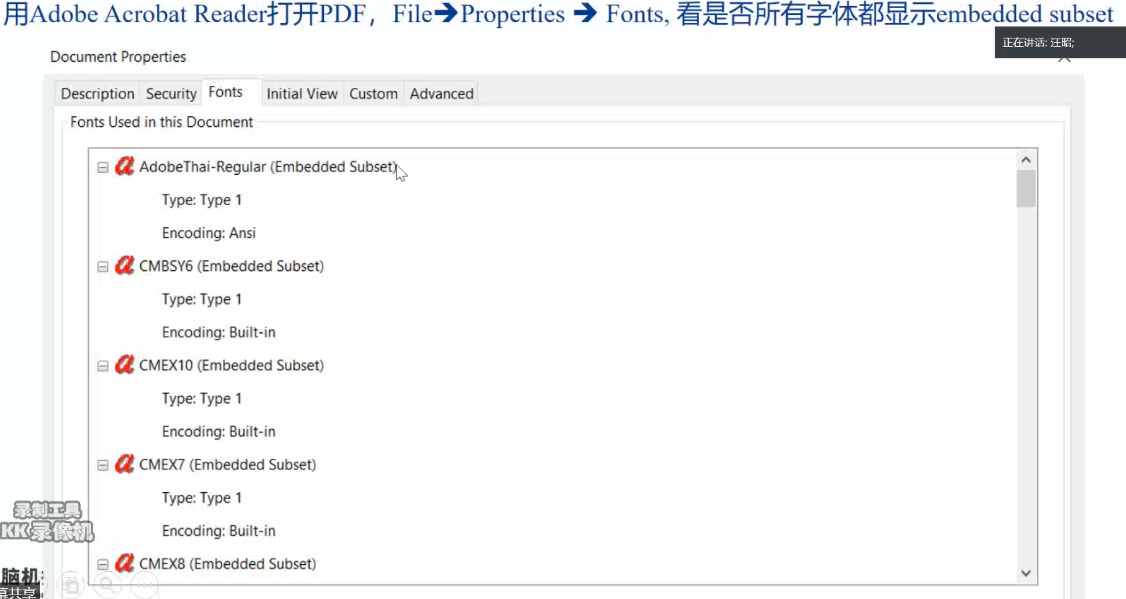 用Adobe Acrobat Reader打开PDF，File➔Properties ➔ Fonts, 看是否所有字体都显示embedded subset
正在讲话: 汪昭;
Document Properties
Description Security Fonts Initial View Custom Advanced
Fonts Used in this Document
AdobeThai-Regular (Embedded Subset)
Type: Type 1
Encoding: Ansi
CMBSY6 (Embedded Subset)
Type: Type 1
Encoding: Built-in
CMEX10 (Embedded Subset)
Type: Type 1
Encoding: Built-in
CMEX7 (Embedded Subset)
Type: Type 1
Encoding: Built-in
CMEX8 (Embedded Subset)
录制工具
KK录像机
脑机